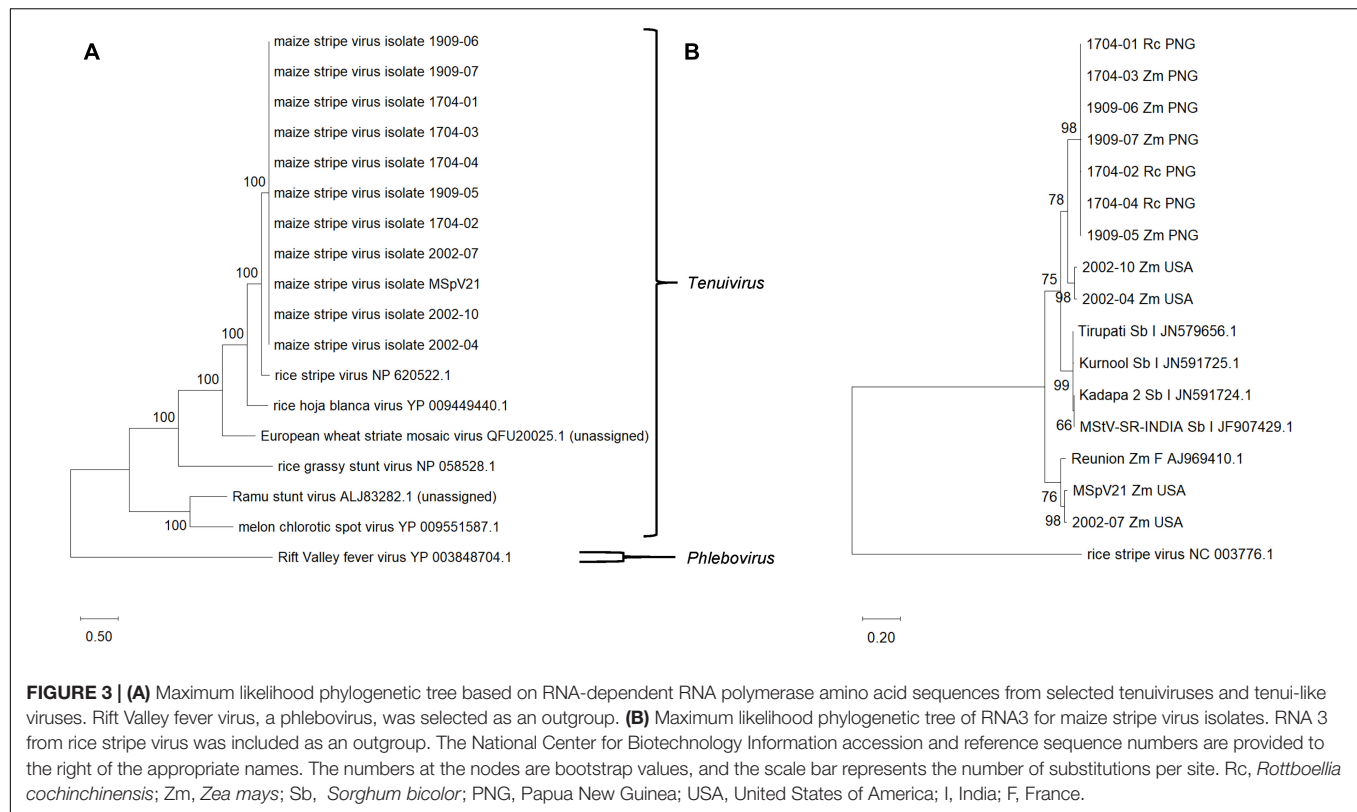 A
maize stripe virus isolate 1909-06
maize stripe virus isolate 1909-07
maize stripe virus isolate 1704-01
maize stripe virus isolate 1704-03
maize stripe virus isolate 1704-04
100
maize stripe virus isolate 1909-05
maize stripe virus isolate 1704-02
maize stripe virus isolate 2002-07
100
maize stripe virus isolate MSpV21
maize stripe virus isolate 2002-10
100
maize stripe virus isolate 2002-04
rice stripe virus NP 620522.1
100
rice hoja blanca virus YP 009449440.1
100
European wheat striate mosaic virus QFU20025.1 (unassigned)
rice grassy stunt virus NP 058528.1
Ramu stunt virus ALJ83282.1 (unassigned)
100
melon chlorotic spot virus YP 009551587.1
Rift Valley fever virus YP 003848704.1
Tenuivirus
Phlebovirus
0.50
B
1704-01 Rc PNG
1704-03 Zm PNG
1909-06 Zm PNG
98
1909-07 Zm PNG
1704-02 Rc PNG
78
1704-04 Rc PNG
1909-05 Zm PNG
75
2002-10 Zm USA
98
2002-04 Zm USA
Tirupati Sb I JN579656.1
Kurnool Sb I JN591725.1
99
Kadapa 2 Sb I JN591724.1
66
MStV-SR-INDIA Sb I JF907429.1
Reunion Zm F AJ969410.1
76
MSpV21 Zm USA
98
2002-07 Zm USA
rice stripe virus NC 003776.1
0.20
FIGURE 3 | (A) Maximum likelihood phylogenetic tree based on RNA-dependent RNA polymerase amino acid sequences from selected tenuiviruses and tenui-like
viruses. Rift Valley fever virus, a phlebovirus, was selected as an outgroup. (B) Maximum likelihood phylogenetic tree of RNA3 for maize stripe virus isolates. RNA 3
from rice stripe virus was included as an outgroup. The National Center for Biotechnology Information accession and reference sequence numbers are provided to
the right of the appropriate names. The numbers at the nodes are bootstrap values, and the scale bar represents the number of substitutions per site. Rc, Rottboellia
cochinchinensis; Zm, Zea mays; Sb, Sorghum bicolor; PNG, Papua New Guinea; USA, United States of America; I, India; F, France.